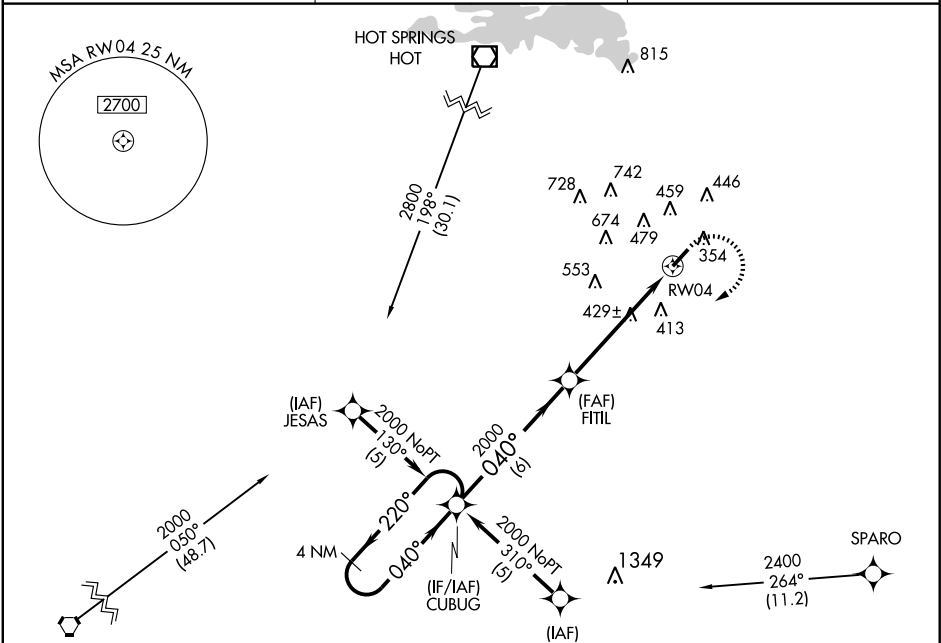 MSA RW04 25 NM
2700
HOT SPRINGS
HOT
815
2800
198°
(30.1)
728
742
459
446
674
479
354
553
RW04
429±
413
(FAF)
FITIL
(IAF)
JESAS
2000 NoPT
130°
(5)
2000
040°
(6)
220°
040°
4 NM
2000
050°
(48.7)
2000 NoPT
310°
(5)
(IF/IAF)
CUBUG
1349
SPARO
2400
264°
(11.2)
(IAF)